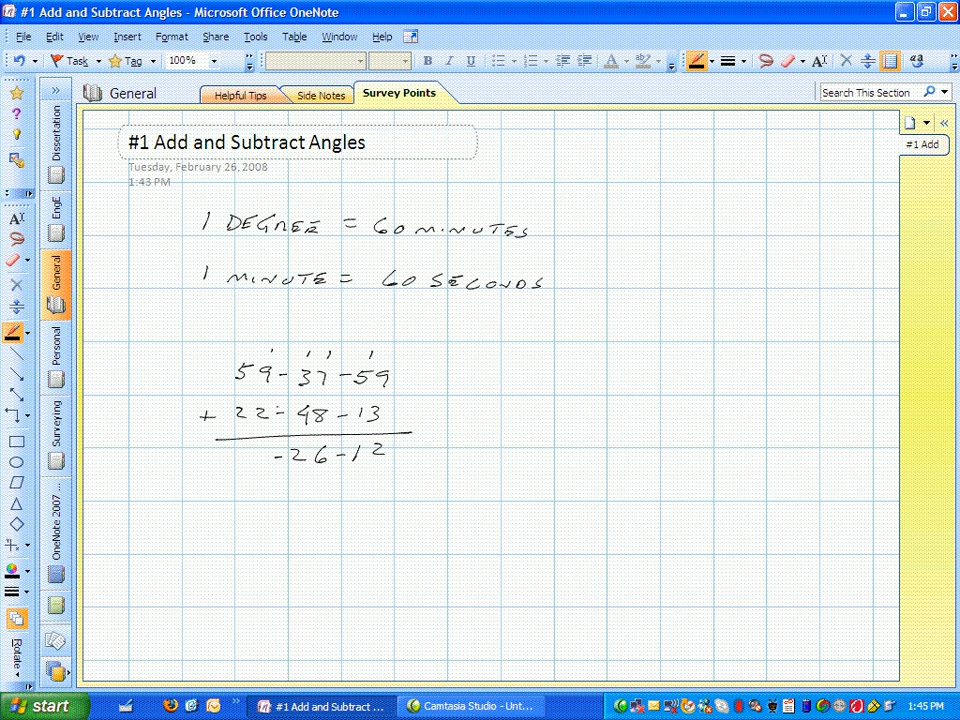 #1 Add and Subtract Angles - Microsoft Office OneNote
File Edit View Insert Format Share Tools Table Window Help
Task Tag 100% B I U A ab A
General Helpful Tips Side Notes Survey Points Search This Section
#1 Add and Subtract Angles
#1 Add
Tuesday, February 26, 2008
1:43 PM
1 DEGREE = 60 MINUTES
1 MINUTE = 60 SECONDS
59-37-59
+ 22-48-13
-26-12
Dissertation
EngE
General
Personal
Surveying
OneNote 2007 ...
Rotate
start #1 Add and Subtract ... Camtasia Studio - Unt... 1:45 PM